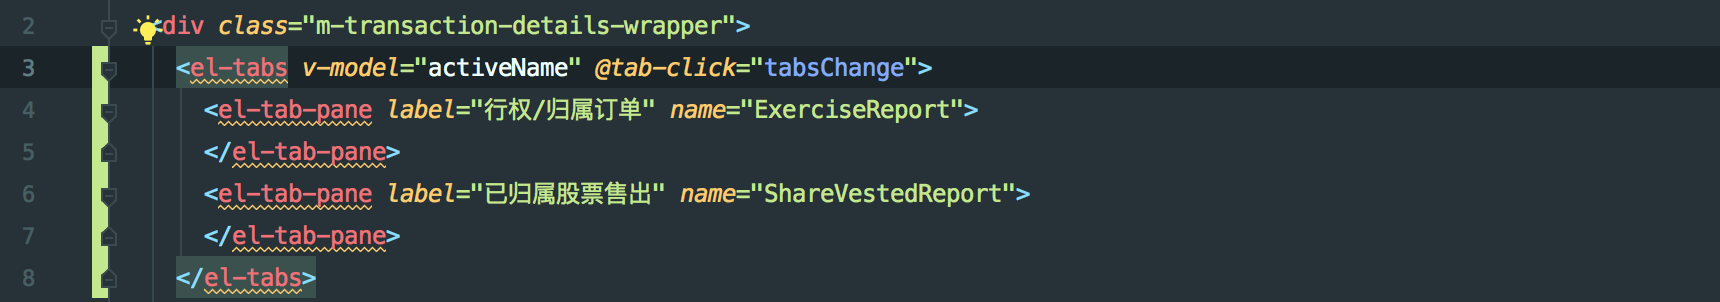 2 <div class="m-transaction-details-wrapper">
3 <el-tabs v-model="activeName" @tab-click="tabsChange">
4 <el-tab-pane label="行权/归属订单" name="ExerciseReport">
5 </el-tab-pane>
6 <el-tab-pane label="已归属股票售出" name="ShareVestedReport">
7 </el-tab-pane>
8 </el-tabs>